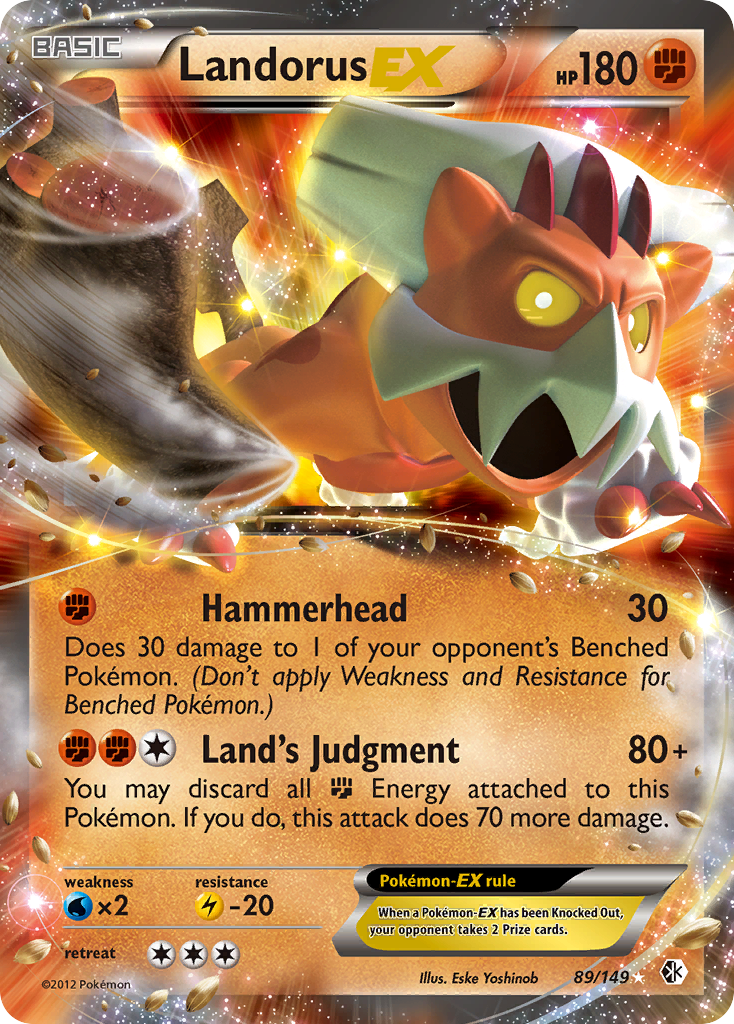 BASIC
Landorus EX
HP180
Hammerhead 30
Does 30 damage to 1 of your opponent's Benched
Pokémon. (Don't apply Weakness and Resistance for
Benched Pokémon.)
Land's Judgment 80+
You may discard all Energy attached to this
Pokémon. If you do, this attack does 70 more damage.
weakness resistance
×2 -20
retreat
Pokémon-EX rule
When a Pokémon-EX has been Knocked Out,
your opponent takes 2 Prize cards.
©2012 Pokémon
Illus. Eske Yoshinob
89/149